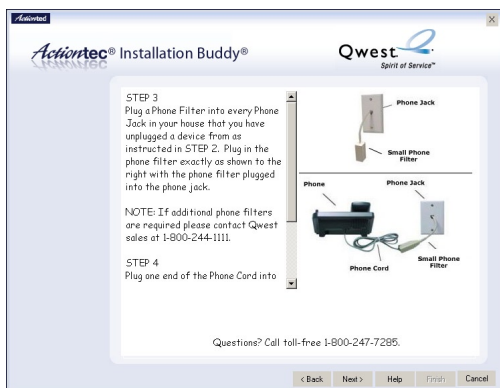 Actiontec
Actiontec® Installation Buddy®
Qwest.
Spirit of Service™
STEP 3
Plug a Phone Filter into every Phone
Jack in your house that you have
unplugged a device from as
instructed in STEP 2. Plug in the
phone filter exactly as shown to the
right with the phone filter plugged
into the phone jack.
NOTE: If additional phone filters
are required please contact Qwest
sales at 1-800-244-1111.
STEP 4
Plug one end of the Phone Cord into
Phone Jack
Small Phone
Filter
Phone
Phone Jack
Phone Cord
Small Phone
Filter
Questions? Call toll-free 1-800-247-7285.
< Back
Next >
Help
Finish
Cancel